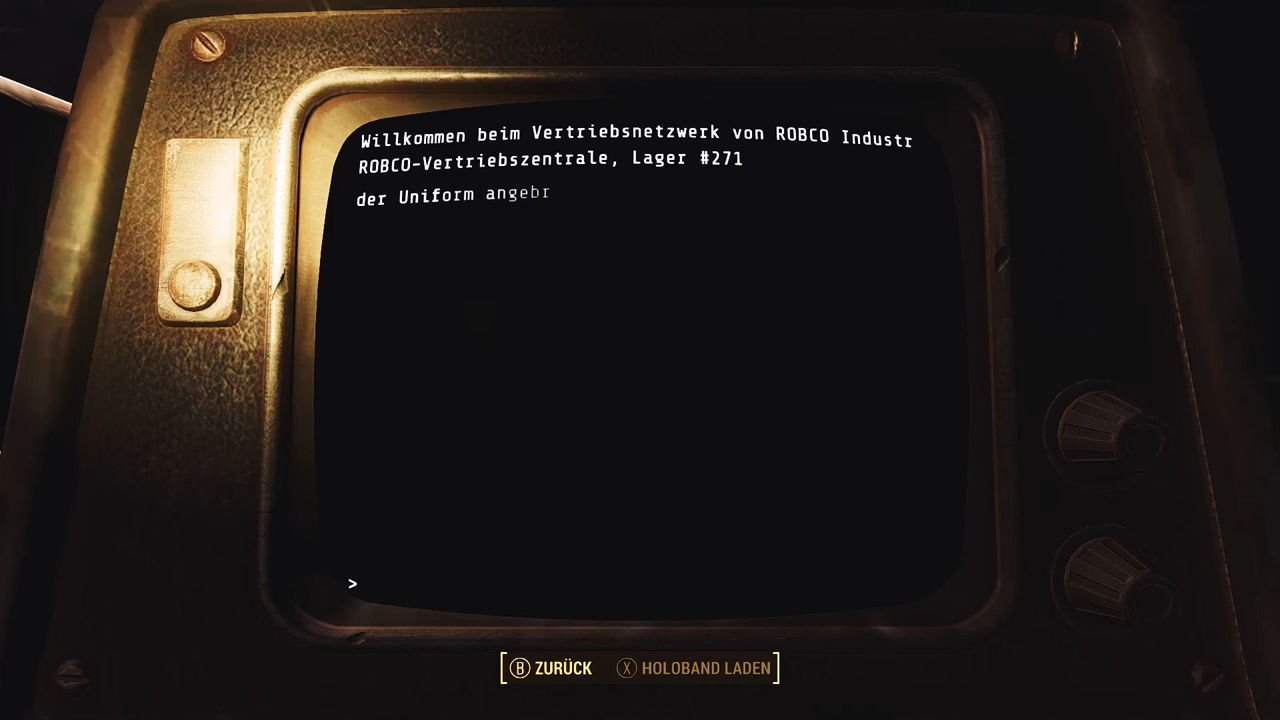 Willkommen beim Vertriebsnetzwerk von ROBCO Industr
ROBCO-Vertriebszentrale, Lager #271
der Uniform angebr
>
B ZURÜCK X HOLOBAND LADEN